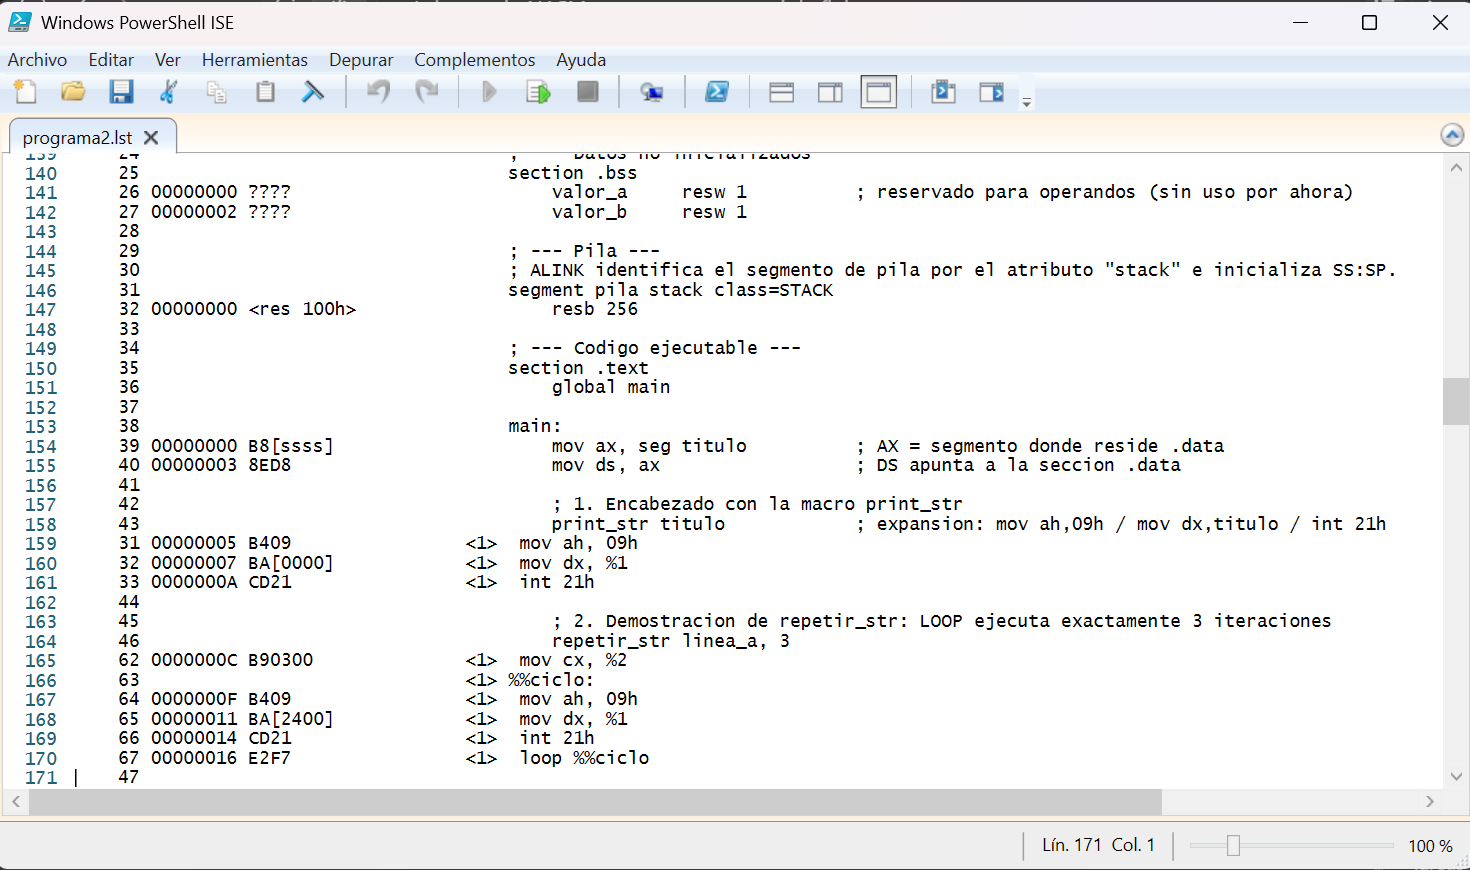 Windows PowerShell ISE
Archivo Editar Ver Herramientas Depurar Complementos Ayuda
programa2.lst
139 24 ; Datos no inicializados
140 25 section .bss
141 26 00000000 ???? valor_a resw 1 ; reservado para operandos (sin uso por ahora)
142 27 00000002 ???? valor_b resw 1
143 28
144 29 ; --- Pila ---
145 30 ; ALINK identifica el segmento de pila por el atributo "stack" e inicializa SS:SP.
146 31 segment pila stack class=STACK
147 32 00000000 <res 100h> resb 256
148 33
149 34 ; --- Codigo ejecutable ---
150 35 section .text
151 36 global main
152 37
153 38 main:
154 39 00000000 B8[ssss] mov ax, seg titulo ; AX = segmento donde reside .data
155 40 00000003 8ED8 mov ds, ax ; DS apunta a la seccion .data
156 41
157 42 ; 1. Encabezado con la macro print_str
158 43 print_str titulo ; expansion: mov ah,09h / mov dx,titulo / int 21h
159 31 00000005 B409 <1> mov ah, 09h
160 32 00000007 BA[0000] <1> mov dx, %1
161 33 0000000A CD21 <1> int 21h
162 44
163 45 ; 2. Demostracion de repetir_str: LOOP ejecuta exactamente 3 iteraciones
164 46 repetir_str linea_a, 3
165 62 0000000C B90300 <1> mov cx, %2
166 63 <1> %%ciclo:
167 64 0000000F B409 <1> mov ah, 09h
168 65 00000011 BA[2400] <1> mov dx, %1
169 66 00000014 CD21 <1> int 21h
170 67 00000016 E2F7 <1> loop %%ciclo
171 47
Lín. 171 Col. 1 100 %